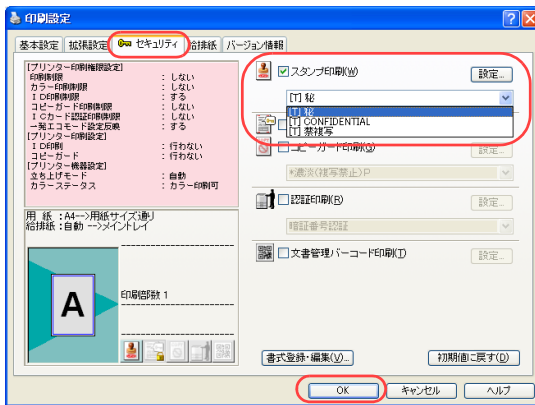 印刷設定
基本設定 拡張設定 セキュリティ 給排紙 バージョン情報
[プリンター印刷権限設定]
印刷制限 : しない
カラー印刷制限 : しない
ID印刷制限 : する
コピーガード印刷制限 : しない
ICカード認証印刷制限 : しない
一発エコモード設定反映 : する
[プリンター印刷設定]
ID印刷 : 行わない
コピーガード : 行わない
[プリンター機器設定]
立ち上げモード : 自動
カラーステータス : カラー印刷可
用 紙 :A4-->用紙サイズ通り
給排紙 :自動 -->メイントレイ
A
印刷部数 1
スタンプ印刷(W) 設定...
[T] 秘
[T] 秘
[T] CONFIDENTIAL
[T] 禁複写
コピーガード印刷(G) 設定...
*濃淡(複写禁止)P
認証印刷(R) 設定...
暗証番号認証
文書管理バーコード印刷(T) 設定...
書式登録・編集(V)... 初期値に戻す(D)
OK キャンセル ヘルプ